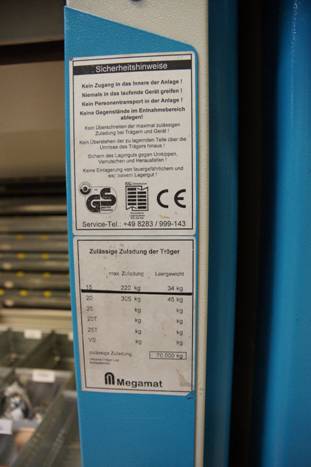 Sicherheitshinweise
Kein Zugang in das Innere der Anlage !
Niemals in das laufende Gerät greifen !
Kein Personentransport in der Anlage !
Keine Gegenstände im Entnahmebereich
ablegen!
Kein Überschreiten der maximal zulässigen
Zuladung bei Trägern und Gerät !
Kein Überstehen der zu lagernden Teile über die
Umrisse des Trägers hinaus !
Sichern des Lagerguts gegen Umkippen,
Verrutschen und Herausfallen !
Keine Einlagerung von feuergefährlichem und
Lagergut !
GS
CE
Service-Tel.: +49 8283 / 999-143
Zulässige Zuladung der Träger
max. Zuladung Leergewicht
15 220 kg 34 kg
20 305 kg 45 kg
25 kg kg
20T kg kg
25T kg kg
VS kg kg
zulässige Zuladung 70.000 kg
Megamat